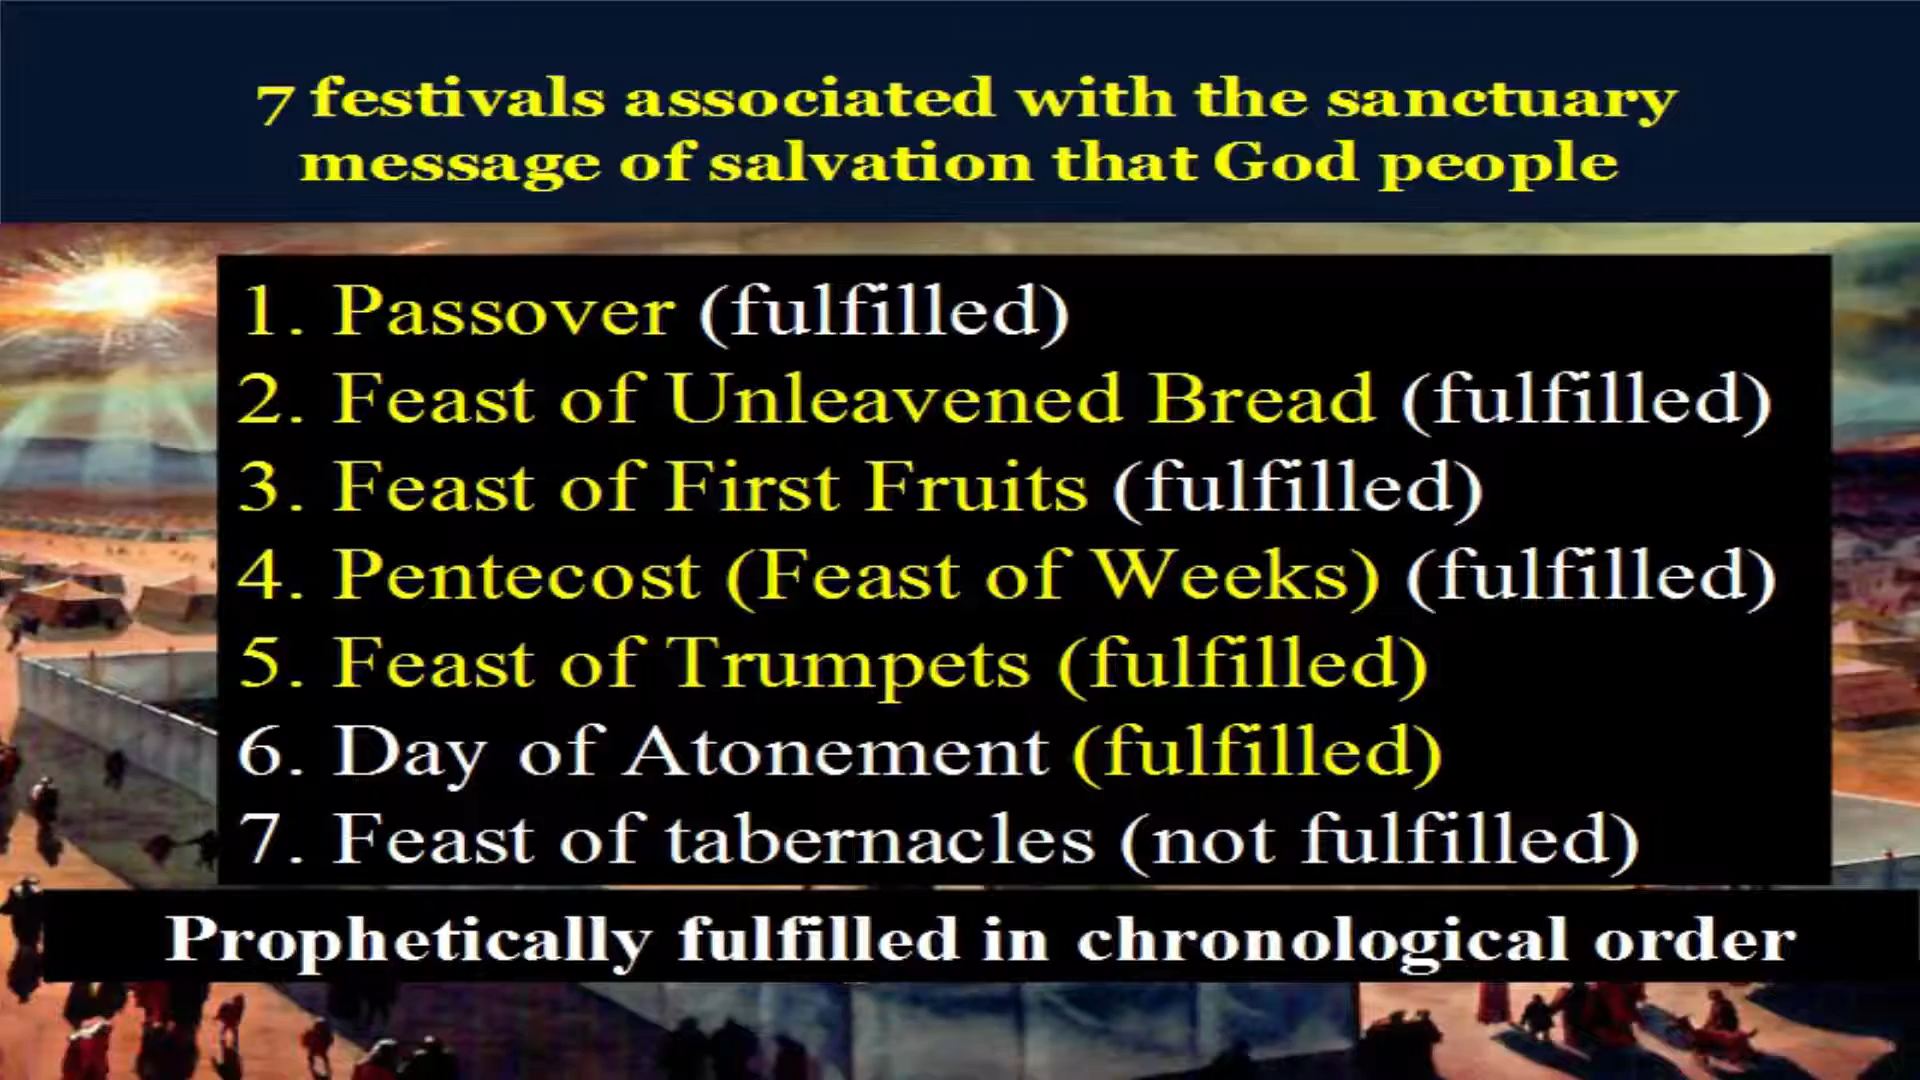 7 festivals associated with the sanctuary
message of salvation that God people
1. Passover (fulfilled)
2. Feast of Unleavened Bread (fulfilled)
3. Feast of First Fruits (fulfilled)
4. Pentecost (Feast of Weeks) (fulfilled)
5. Feast of Trumpets (fulfilled)
6. Day of Atonement (fulfilled)
7. Feast of tabernacles (not fulfilled)
Prophetically fulfilled in chronological order